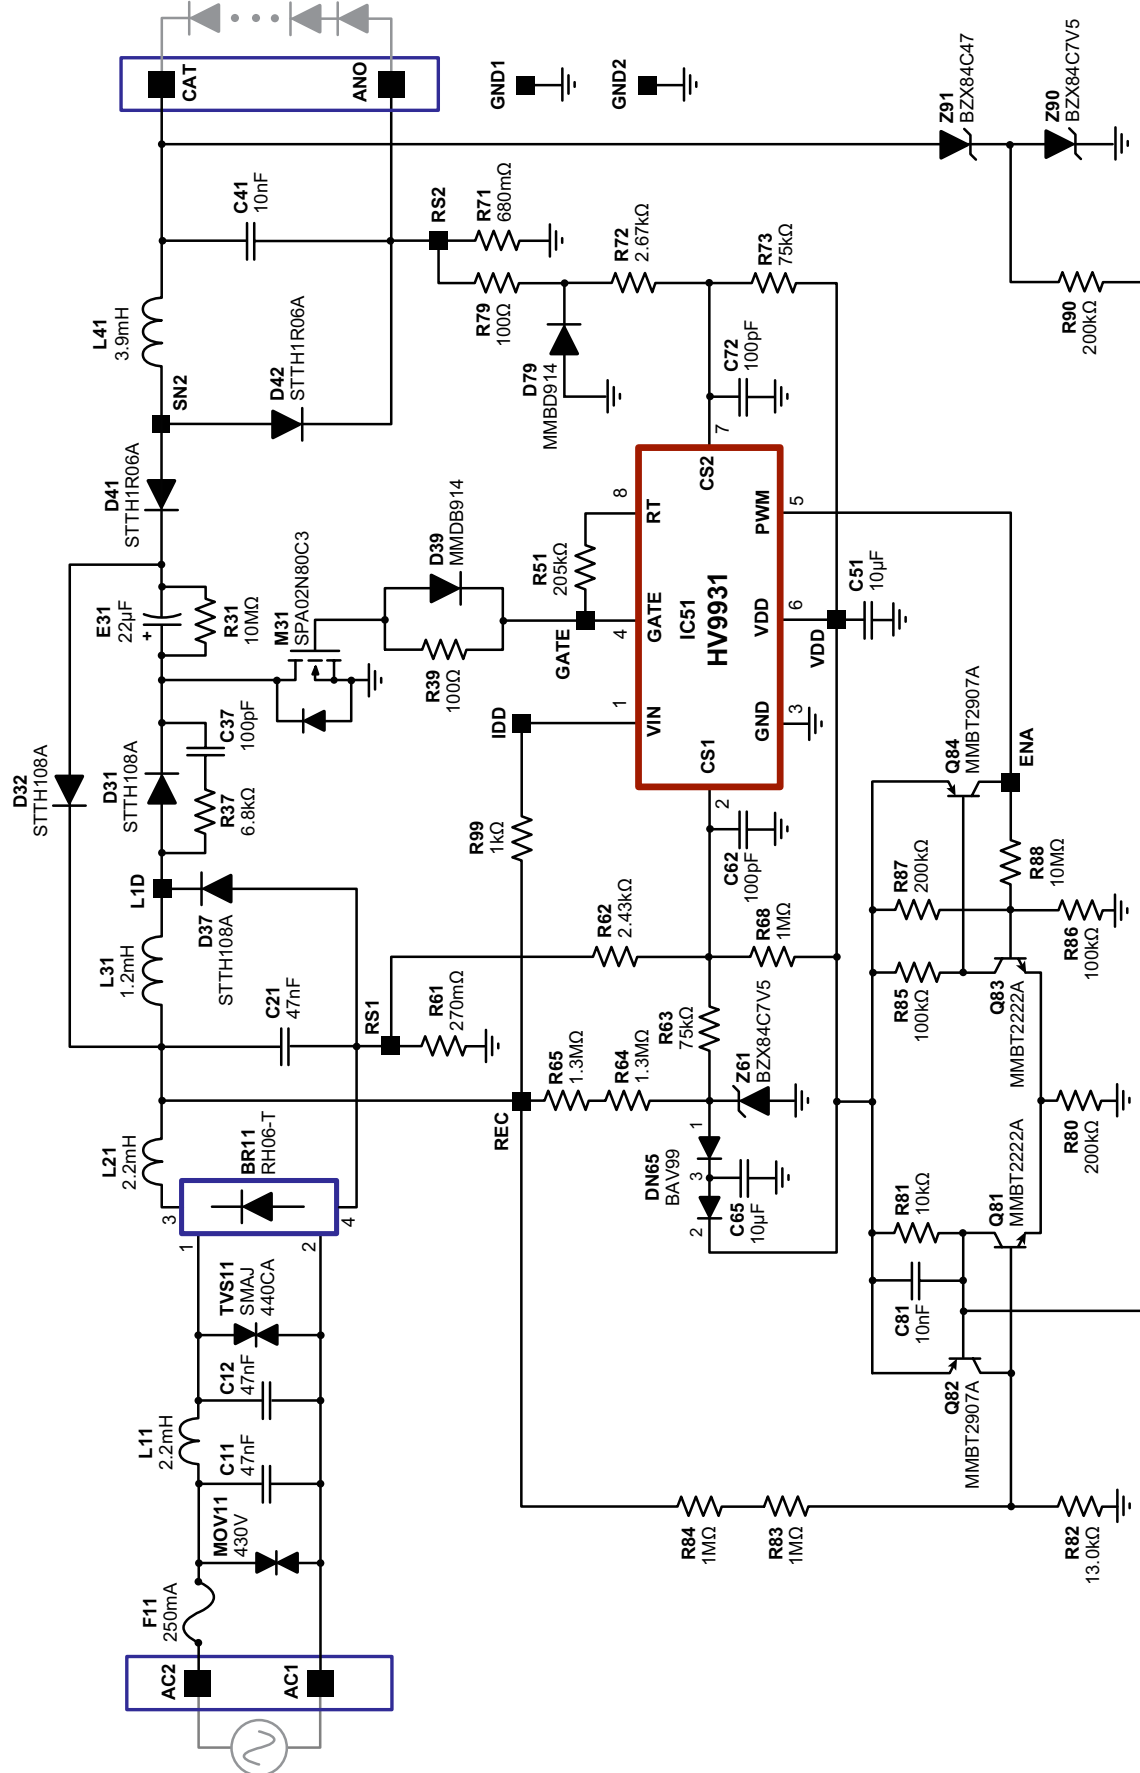 AC2
AC1
F11
250mA
MOV11
430V
C11
47nF
L11
2.2mH
C12
47nF
TVS11
SMAJ
440CA
1
2
3
4
BR11
RH06-T
L21
2.2mH
C21
47nF
L31
1.2mH
D37
STTH108A
L1D
D32
STTH108A
D31
STTH108A
R37
6.8kΩ
C37
100pF
E31
22µF
+
R31
10MΩ
M31
SPA02N80C3
D41
STTH1R06A
SN2
D42
STTH1R06A
L41
3.9mH
C41
10nF
CAT
ANO
GND1
GND2
RS1
R61
270mΩ
REC
R65
1.3MΩ
R64
1.3MΩ
R62
2.43kΩ
R63
75kΩ
Z61
BZX84C7V5
DN65
BAV99
1
3
2
C65
10µF
R68
1MΩ
C62
100pF
R99
1kΩ
IDD
R39
100Ω
D39
MMDB914
GATE
R51
205kΩ
1
VIN
4
GATE
8
RT
2
CS1
IC51
HV9931
CS2
7
GND
3
VDD
6
PWM
5
VDD
C51
10µF
C72
100pF
D79
MMBD914
R79
100Ω
RS2
R71
680mΩ
R72
2.67kΩ
R73
75kΩ
Z91
BZX84C47
Z90
BZX84C7V5
R90
200kΩ
R84
1MΩ
R83
1MΩ
R82
13.0kΩ
Q82
MMBT2907A
C81
10nF
R81
10kΩ
Q81
MMBT2222A
R80
200kΩ
Q83
MMBT2222A
R85
100kΩ
R87
200kΩ
R86
100kΩ
R88
10MΩ
Q84
MMBT2907A
ENA